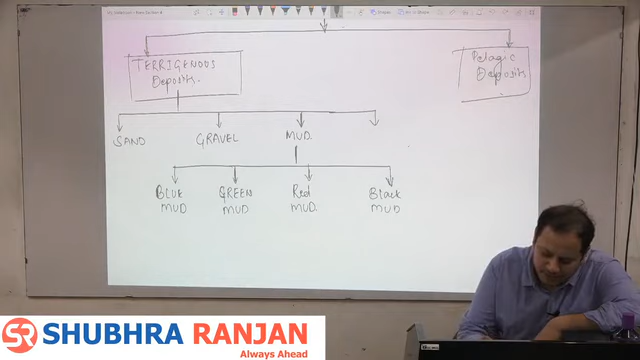 TERRIGENOUS
Deposits.
Pelagic
Deposits
SAND
GRAVEL
MUD.
BLUE
MUD
GREEN
MUD
Red
MUD.
Black
MUD
SR
SHUBHRA RANJAN
Always Ahead